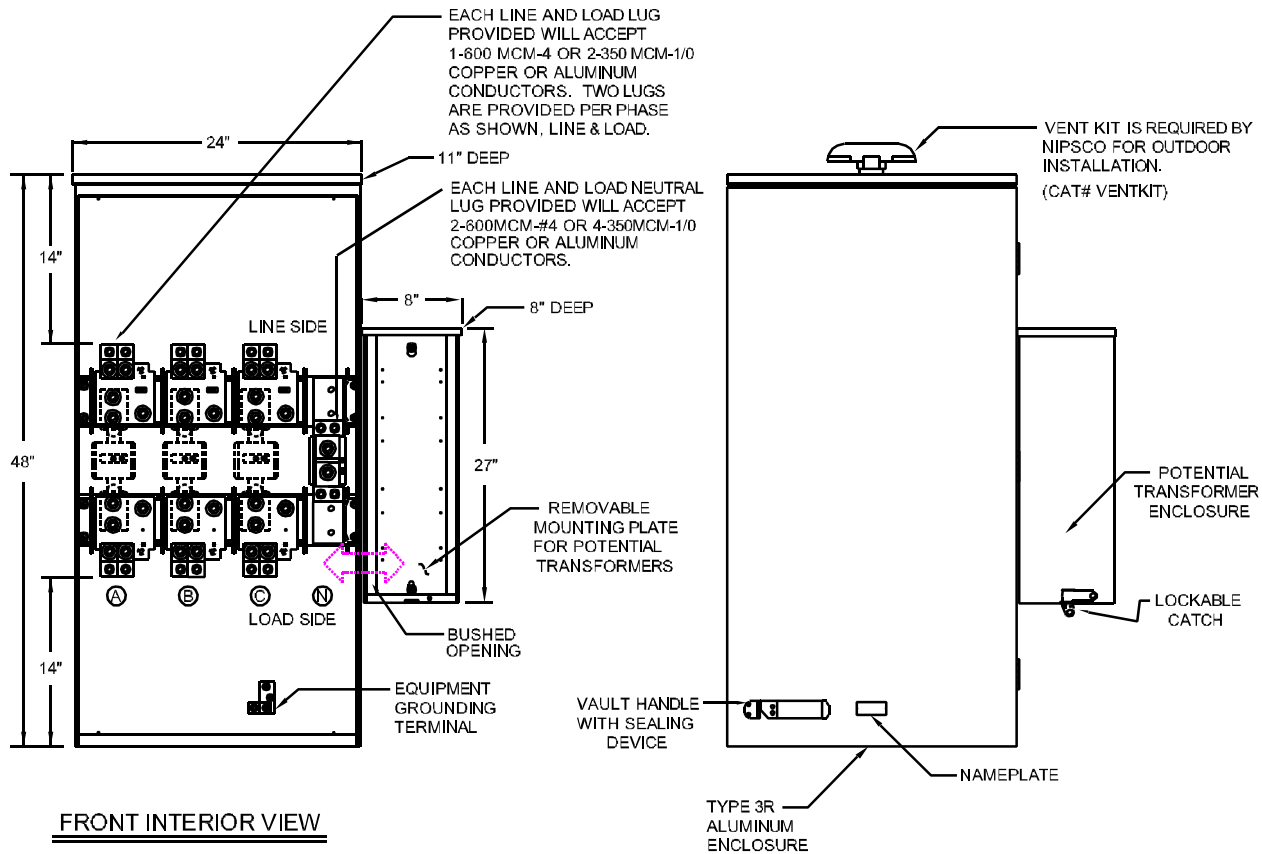 EACH LINE AND LOAD LUG
PROVIDED WILL ACCEPT
1-600 MCM-4 OR 2-350 MCM-1/0
COPPER OR ALUMINUM
CONDUCTORS. TWO LUGS
ARE PROVIDED PER PHASE
AS SHOWN, LINE & LOAD.
24"
11" DEEP
EACH LINE AND LOAD NEUTRAL
LUG PROVIDED WILL ACCEPT
2-600MCM-#4 OR 4-350MCM-1/0
COPPER OR ALUMINUM
CONDUCTORS.
14"
8"
8" DEEP
LINE SIDE
48"
27"
REMOVABLE
MOUNTING PLATE
FOR POTENTIAL
TRANSFORMERS
A
B
C
N
LOAD SIDE
BUSHED
OPENING
14"
EQUIPMENT
GROUNDING
TERMINAL
FRONT INTERIOR VIEW
VENT KIT IS REQUIRED BY
NIPSCO FOR OUTDOOR
INSTALLATION.
(CAT# VENTKIT)
POTENTIAL
TRANSFORMER
ENCLOSURE
LOCKABLE
CATCH
VAULT HANDLE
WITH SEALING
DEVICE
NAMEPLATE
TYPE 3R
ALUMINUM
ENCLOSURE